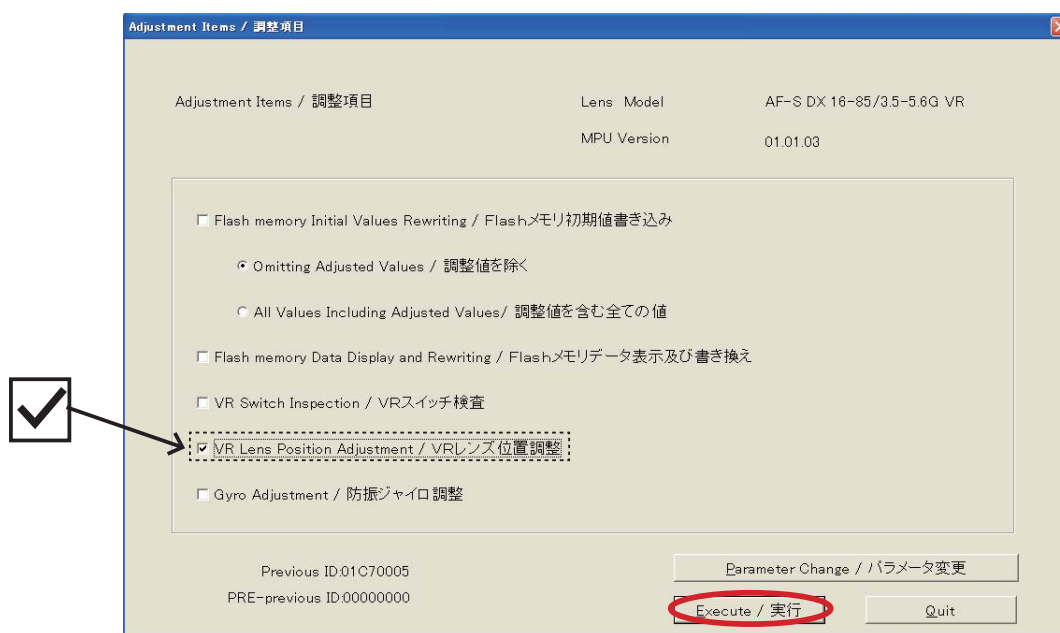 Adjustment Items / 調整項目
Adjustment Items / 調整項目
Lens Model AF-S DX 16-85/3.5-5.6G VR
MPU Version 01.01.03
Flash memory Initial Values Rewriting / Flashメモリ初期値書き込み
Omitting Adjusted Values / 調整値を除く
All Values Including Adjusted Values/ 調整値を含む全ての値
Flash memory Data Display and Rewriting / Flashメモリデータ表示及び書き換え
VR Switch Inspection / VRスイッチ検査
VR Lens Position Adjustment / VRレンズ位置調整
Gyro Adjustment / 防振ジャイロ調整
Previous ID:01C70005
PRE-previous ID:00000000
Parameter Change / パラメータ変更
Execute / 実行
Quit